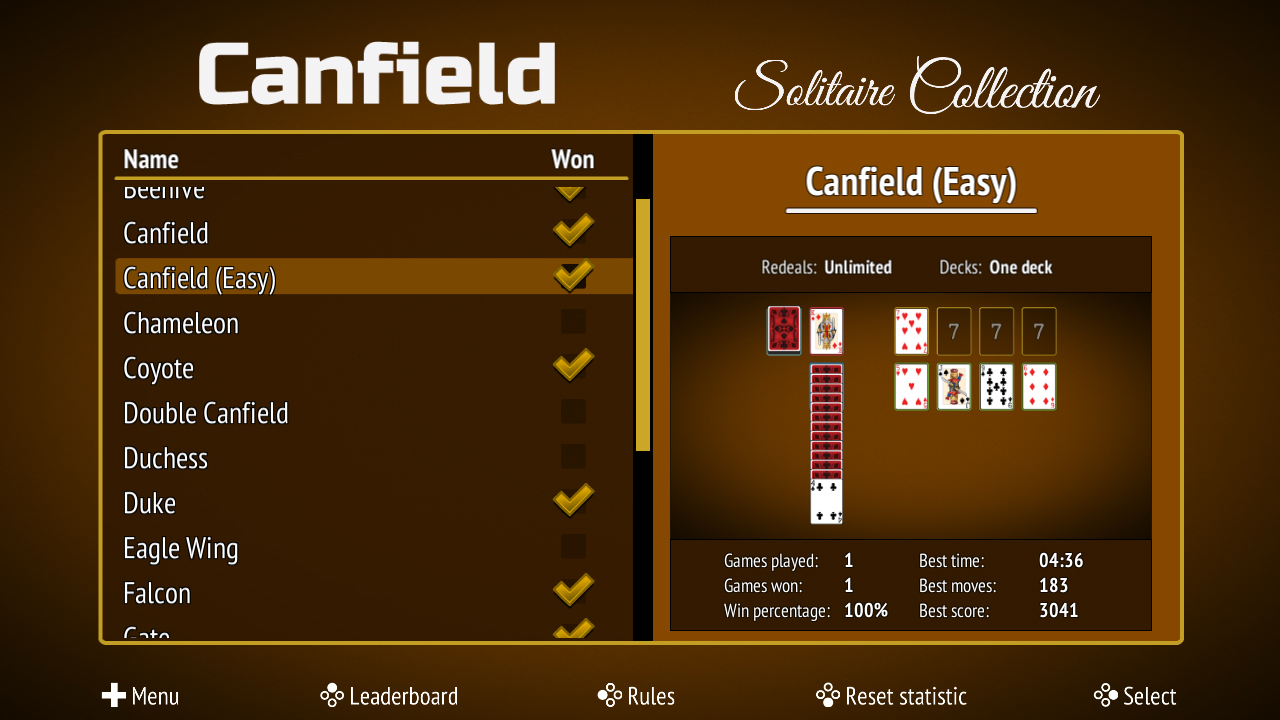 Canfield
Solitaire Collection
Name Won
Beehive
Canfield
Canfield (Easy)
Chameleon
Coyote
Double Canfield
Duchess
Duke
Eagle Wing
Falcon
Gate
Canfield (Easy)
Redeals: Unlimited Decks: One deck
7 7 7
Games played: 1 Best time: 04:36
Games won: 1 Best moves: 183
Win percentage: 100% Best score: 3041
Menu Leaderboard Rules Reset statistic Select